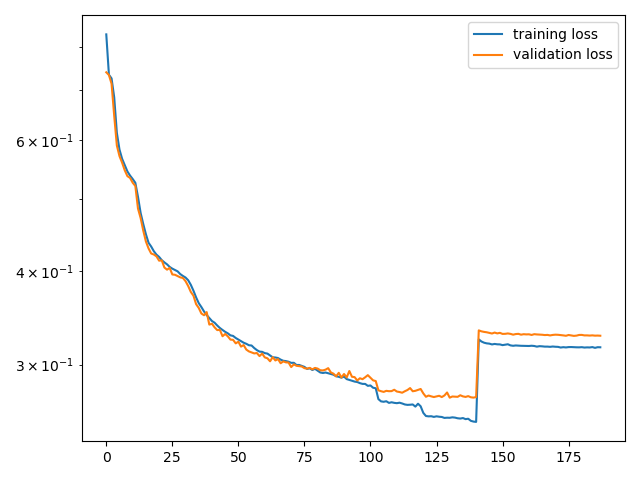 training loss
validation loss
6 × 10⁻¹
4 × 10⁻¹
3 × 10⁻¹
0 25 50 75 100 125 150 175